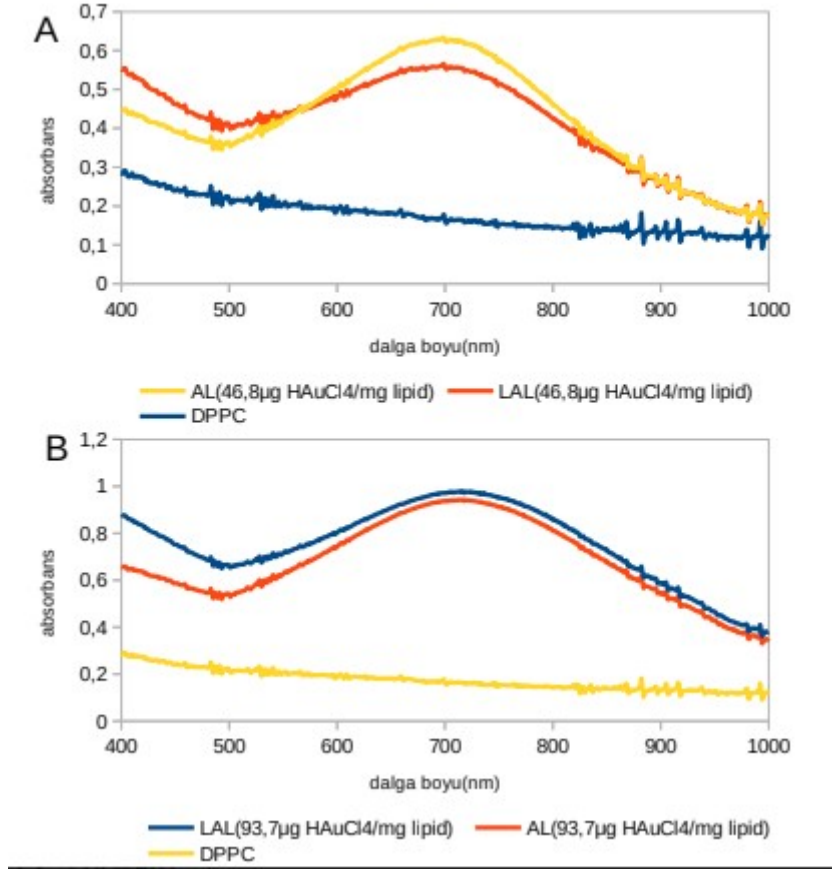 A
0,7
0,6
0,5
0,4
0,3
0,2
0,1
0
absorbans
400 500 600 700 800 900 1000
dalga boyu(nm)
AL(46,8µg HAuCl4/mg lipid) LAL(46,8µg HAuCl4/mg lipid)
DPPC
B
1,2
1
0,8
0,6
0,4
0,2
0
absorbans
400 500 600 700 800 900 1000
dalga boyu(nm)
LAL(93,7µg HAuCl4/mg lipid) AL(93,7µg HAuCl4/mg lipid)
DPPC